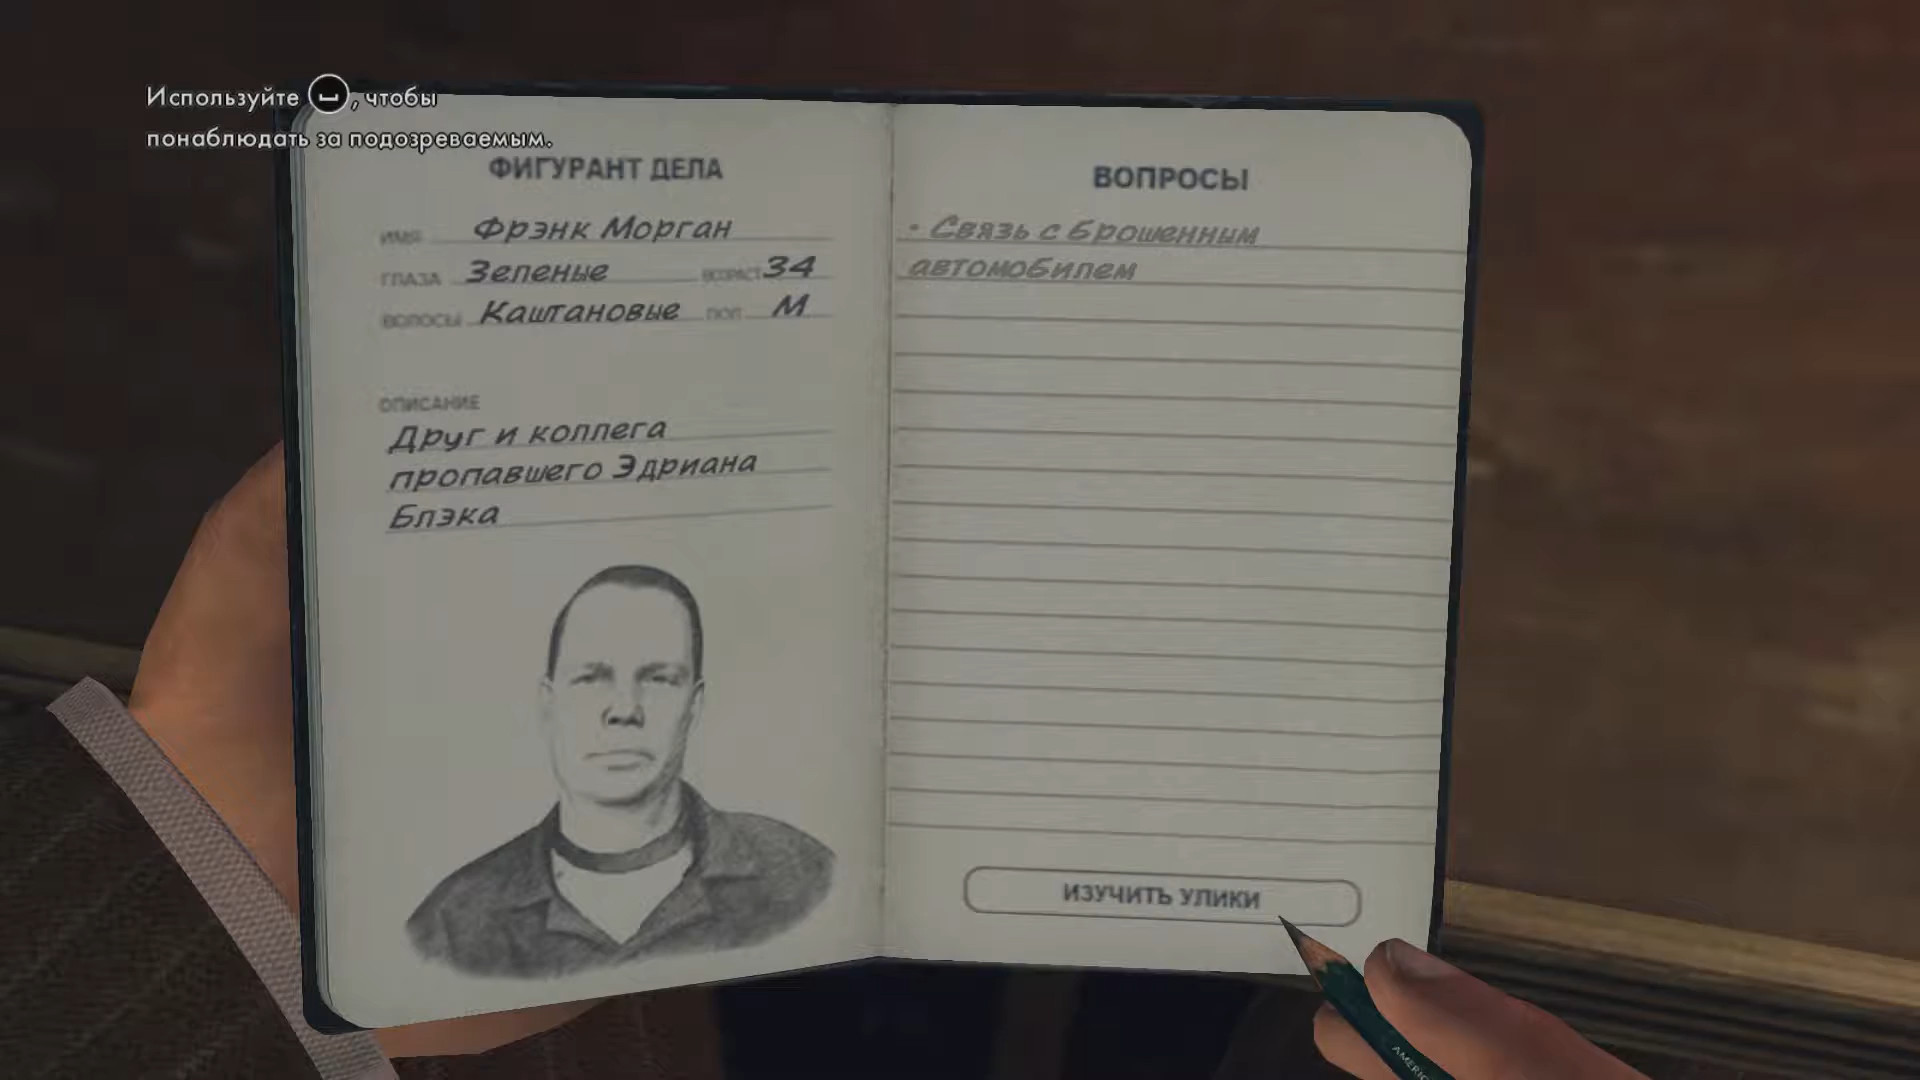 Используйте , чтобы
понаблюдать за подозреваемым.
ФИГУРАНТ ДЕЛА
ИМЯ Фрэнк Морган
ГЛАЗА Зеленые ВОЗРАСТ 34
ВОЛОСЫ Каштановые ПОЛ М
ОПИСАНИЕ
Друг и коллега
пропавшего Эдриана
Блэка
ВОПРОСЫ
• Связь с брошенным
автомобилем
ИЗУЧИТЬ УЛИКИ